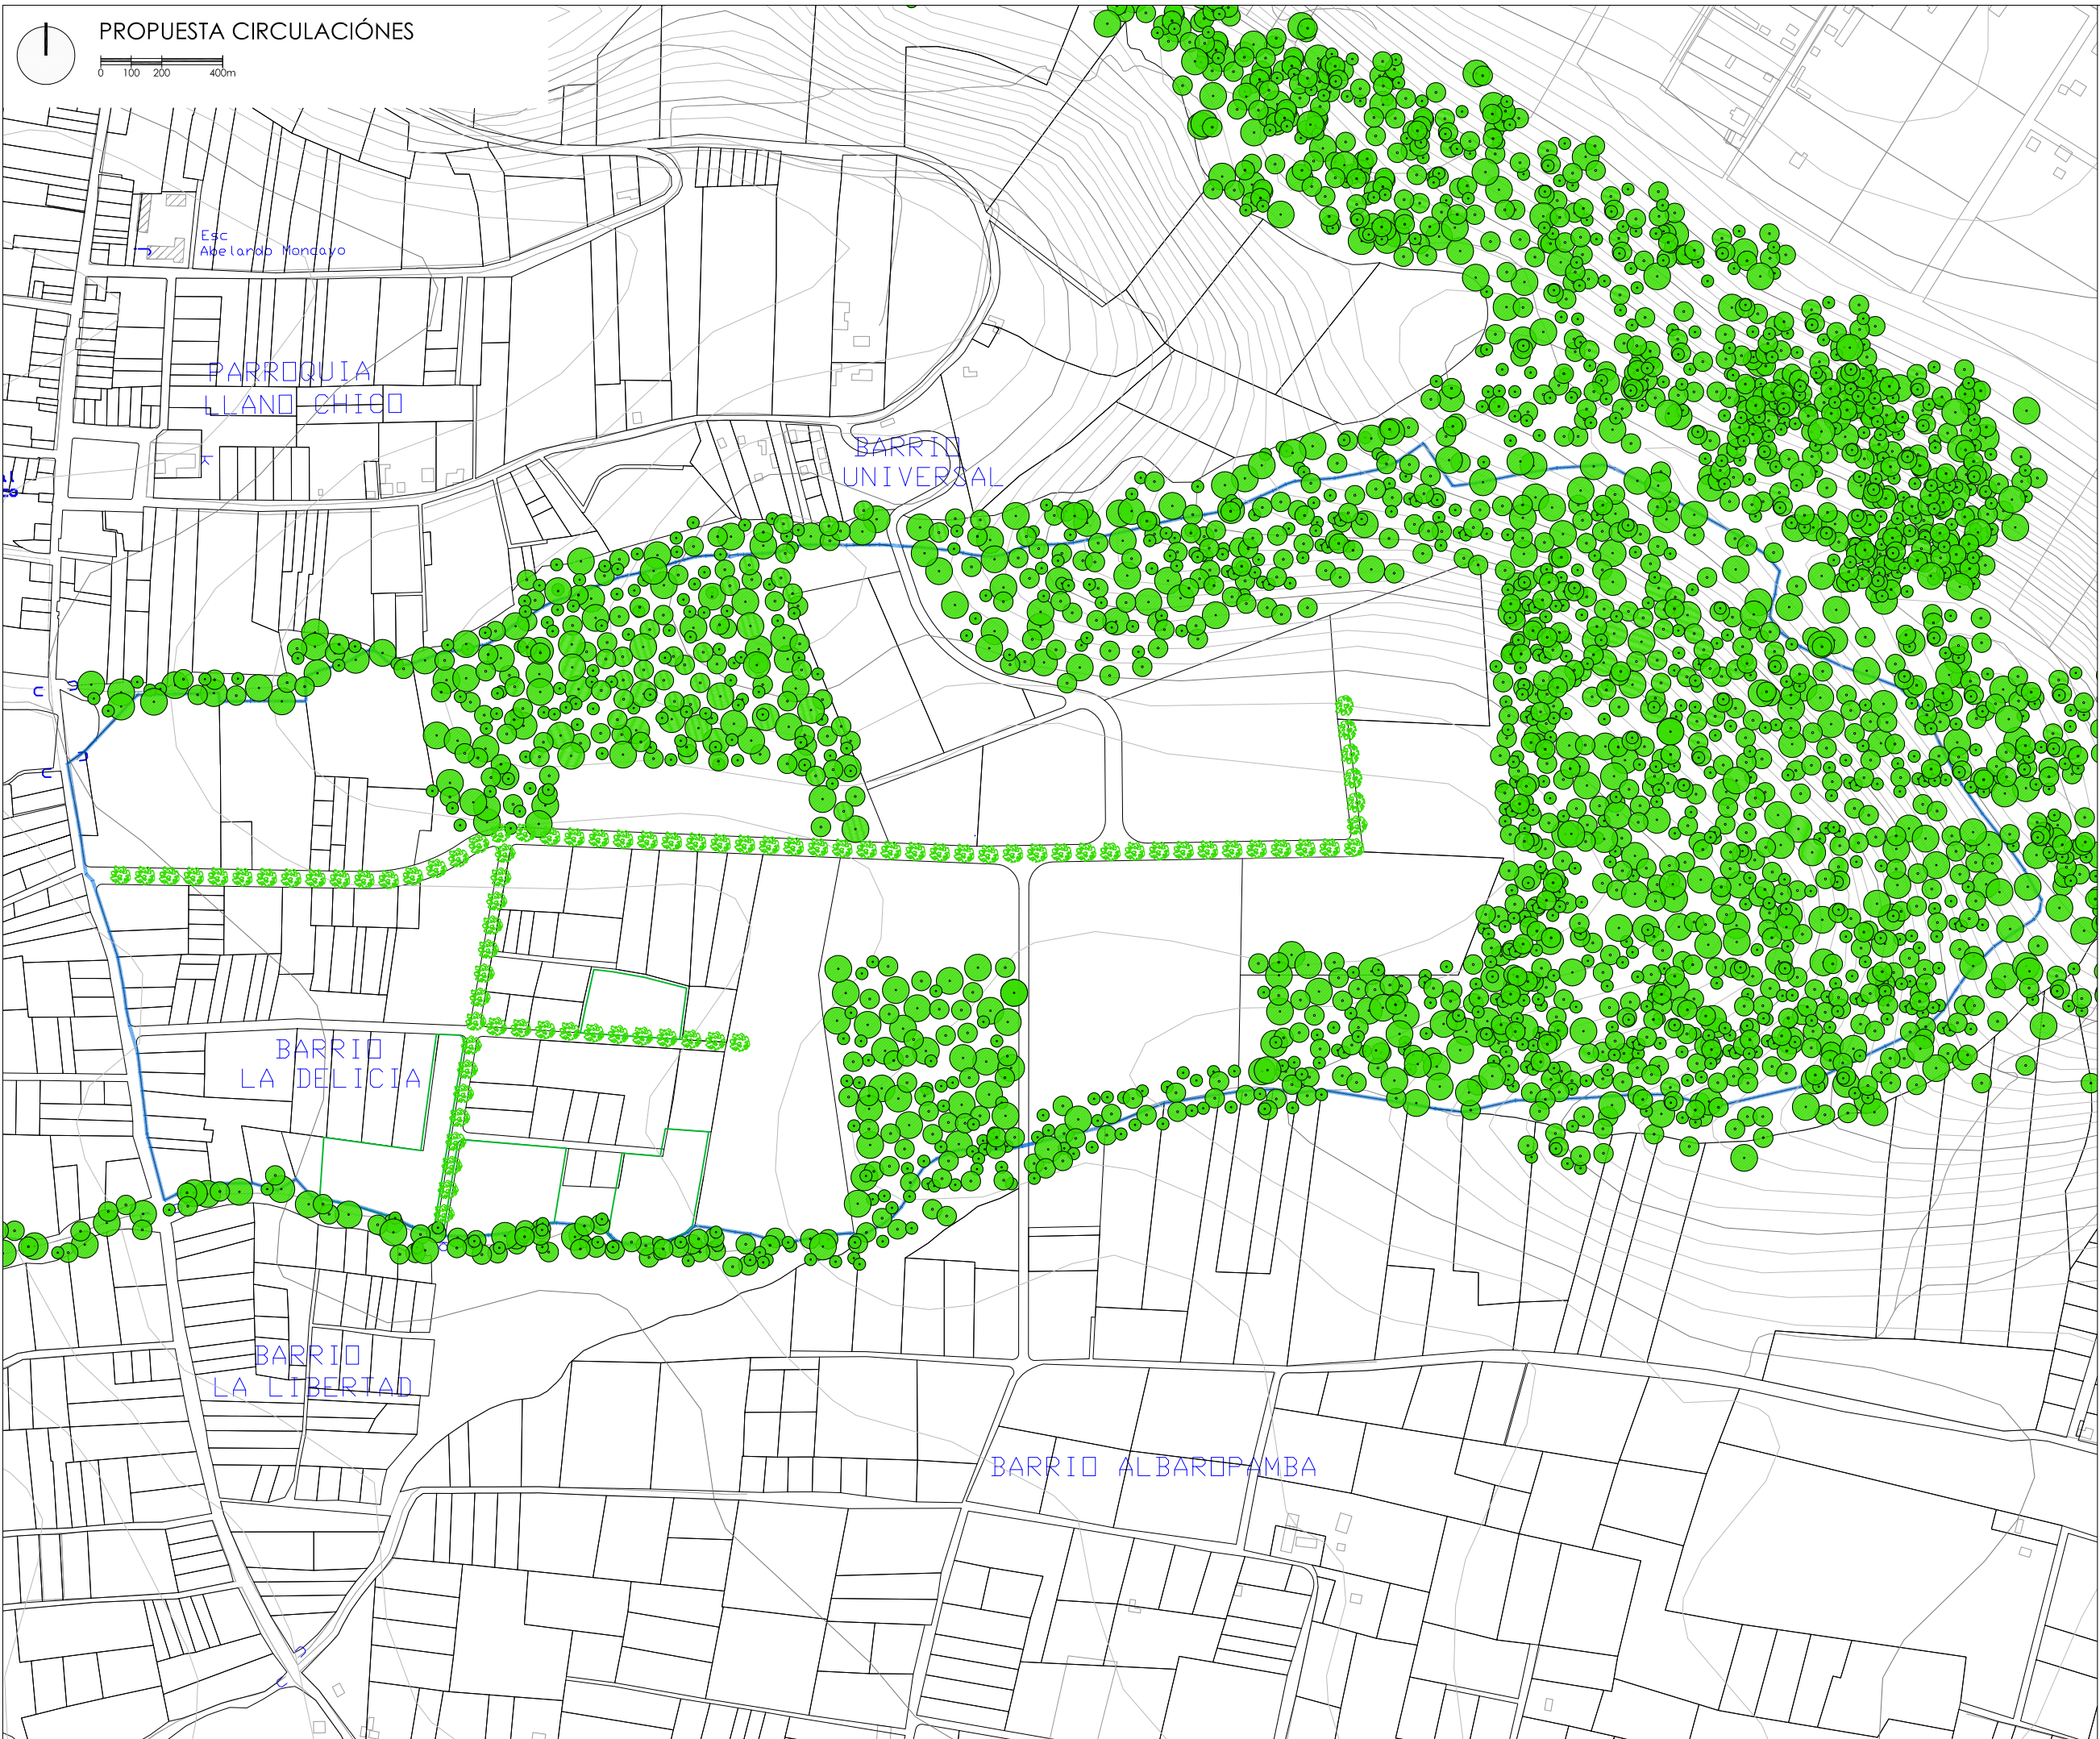 PROPUESTA CIRCULACIÓNES
0 100 200 400m
Esc
Abelando Moncayo
PARROQUIA
LLANO CHICO
BARRIO
UNIVERSAL
BARRIO
LA DELICIA
BARRIO
LA LIBERTAD
BARRIO ALBAROPAMBA